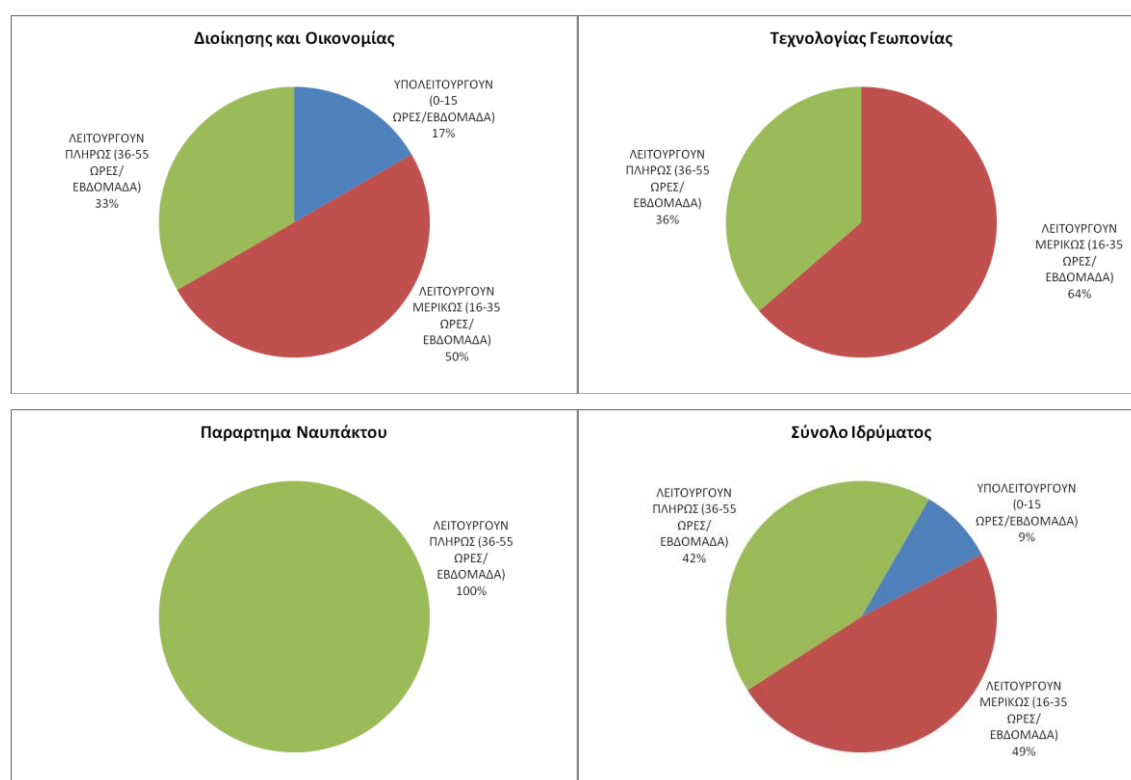 Διοίκησης και Οικονομίας
ΥΠΟΛΕΙΤΟΥΡΓΟΥΝ
(0-15
ΩΡΕΣ/ΕΒΔΟΜΑΔΑ)
17%
ΛΕΙΤΟΥΡΓΟΥΝ
ΠΛΗΡΩΣ (36-55
ΩΡΕΣ/
ΕΒΔΟΜΑΔΑ)
33%
ΛΕΙΤΟΥΡΓΟΥΝ
ΜΕΡΙΚΩΣ (16-35
ΩΡΕΣ/
ΕΒΔΟΜΑΔΑ)
50%
Τεχνολογίας Γεωπονίας
ΛΕΙΤΟΥΡΓΟΥΝ
ΠΛΗΡΩΣ (36-55
ΩΡΕΣ/
ΕΒΔΟΜΑΔΑ)
36%
ΛΕΙΤΟΥΡΓΟΥΝ
ΜΕΡΙΚΩΣ (16-35
ΩΡΕΣ/
ΕΒΔΟΜΑΔΑ)
64%
Παραρτημα Ναυπάκτου
ΛΕΙΤΟΥΡΓΟΥΝ
ΠΛΗΡΩΣ (36-55
ΩΡΕΣ/
ΕΒΔΟΜΑΔΑ)
100%
Σύνολο Ιδρύματος
ΛΕΙΤΟΥΡΓΟΥΝ
ΠΛΗΡΩΣ (36-55
ΩΡΕΣ/
ΕΒΔΟΜΑΔΑ)
42%
ΥΠΟΛΕΙΤΟΥΡΓΟΥΝ
(0-15
ΩΡΕΣ/ΕΒΔΟΜΑΔΑ)
9%
ΛΕΙΤΟΥΡΓΟΥΝ
ΜΕΡΙΚΩΣ (16-35
ΩΡΕΣ/
ΕΒΔΟΜΑΔΑ)
49%